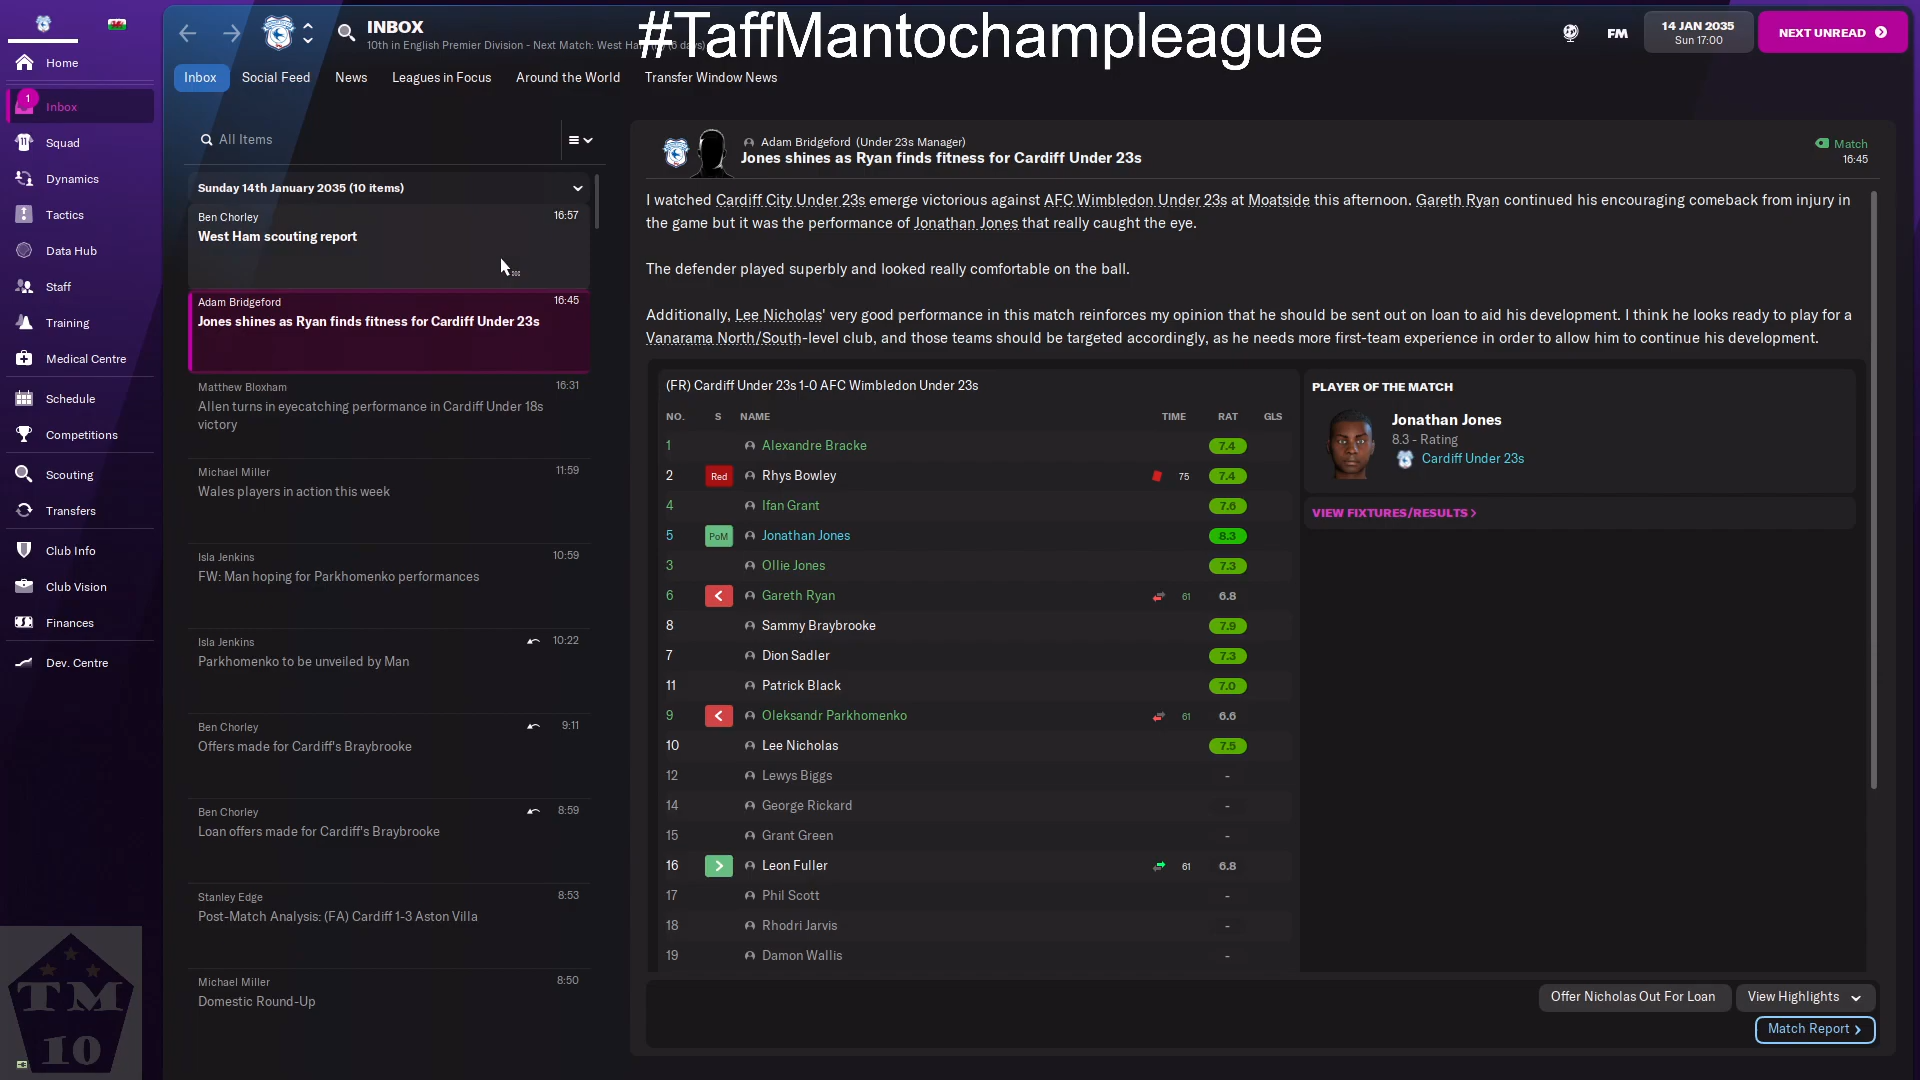 #TaffMantochampleague
INBOX
10th in English Premier Division - Next Match: West Ham
6 days)
FM
14 JAN 2035
Sun 17:00
NEXT UNREAD
Inbox
Social Feed
News
Leagues in Focus
Around the World
Transfer Window News
Home
1
Inbox
Squad
Dynamics
Tactics
Data Hub
Staff
Training
Medical Centre
Schedule
Competitions
Scouting
Transfers
Club Info
Club Vision
Finances
Dev. Centre
TM
10
All Items
Sunday 14th January 2035 (10 items)
Ben Chorley 16:57
West Ham scouting report
Adam Bridgeford 16:45
Jones shines as Ryan finds fitness for Cardiff Under 23s
Matthew Bloxham 16:31
Allen turns in eyecatching performance in Cardiff Under 18s
victory
Michael Miller 11:59
Wales players in action this week
Isla Jenkins 10:59
FW: Man hoping for Parkhomenko performances
Isla Jenkins 10:22
Parkhomenko to be unveiled by Man
Ben Chorley 9:11
Offers made for Cardiff's Braybrooke
Ben Chorley 8:59
Loan offers made for Cardiff's Braybrooke
Stanley Edge 8:53
Post-Match Analysis: (FA) Cardiff 1-3 Aston Villa
Michael Miller 8:50
Domestic Round-Up
Adam Bridgeford (Under 23s Manager)
Jones shines as Ryan finds fitness for Cardiff Under 23s
Match
16:45
I watched Cardiff City Under 23s emerge victorious against AFC Wimbledon Under 23s at Moatside this afternoon. Gareth Ryan continued his encouraging comeback from injury in
the game but it was the performance of Jonathan Jones that really caught the eye.
The defender played superbly and looked really comfortable on the ball.
Additionally, Lee Nicholas' very good performance in this match reinforces my opinion that he should be sent out on loan to aid his development. I think he looks ready to play for a
Vanarama North/South-level club, and those teams should be targeted accordingly, as he needs more first-team experience in order to allow him to continue his development.
(FR) Cardiff Under 23s 1-0 AFC Wimbledon Under 23s
NO. S NAME TIME RAT GLS
1 Alexandre Bracke 7.4
2 Red Rhys Bowley 75 7.4
4 Ifan Grant 7.6
5 PoM Jonathan Jones 8.3
3 Ollie Jones 7.3
6 Gareth Ryan 61 6.8
8 Sammy Braybrooke 7.9
7 Dion Sadler 7.3
11 Patrick Black 7.0
9 Oleksandr Parkhomenko 61 6.6
10 Lee Nicholas 7.5
12 Lewys Biggs -
14 George Rickard -
15 Grant Green -
16 Leon Fuller 61 6.8
17 Phil Scott -
18 Rhodri Jarvis -
19 Damon Wallis -
PLAYER OF THE MATCH
Jonathan Jones
8.3 - Rating
Cardiff Under 23s
VIEW FIXTURES/RESULTS >
Offer Nicholas Out For Loan
View Highlights
Match Report >